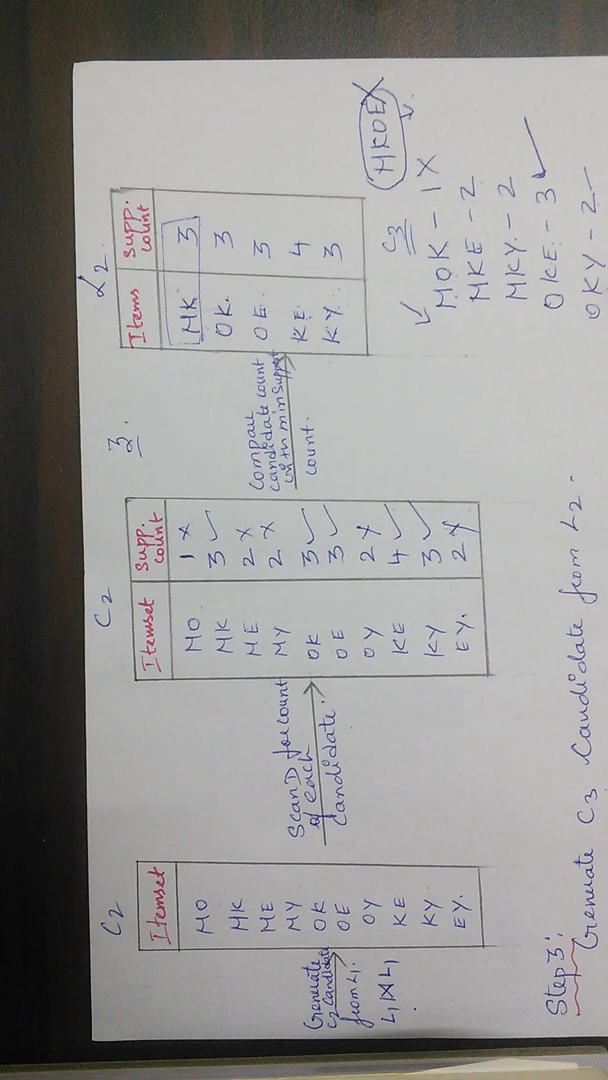 C2
Itemset
MO
MK
ME
MY
OK
OE
OY
KE
KY.
EY.
Generate
C2 candidate
from L1.
L1 ⋈ L1
Scan D for count
of each
Candidate.
C2
Itemset Supp. count
MO. 1 x
MK 3 ✓
ME 2 x
MY 2 x
OK 3 ✓
OE 3 ✓
OY 2 x
KE 4 ✓
KY 3 ✓
EY. 2 x
Compare
candidate count
with min support
count.
3.
L2.
Items Supp. count
MK 3
OK. 3
OE. 3
KE. 4
KY. 3
C3
MOK - 1 X
MKE - 2
MKY - 2
OKE - 3 ✓
OKY - 2 -
Step 3:
Generate C3 Candidate from L2.